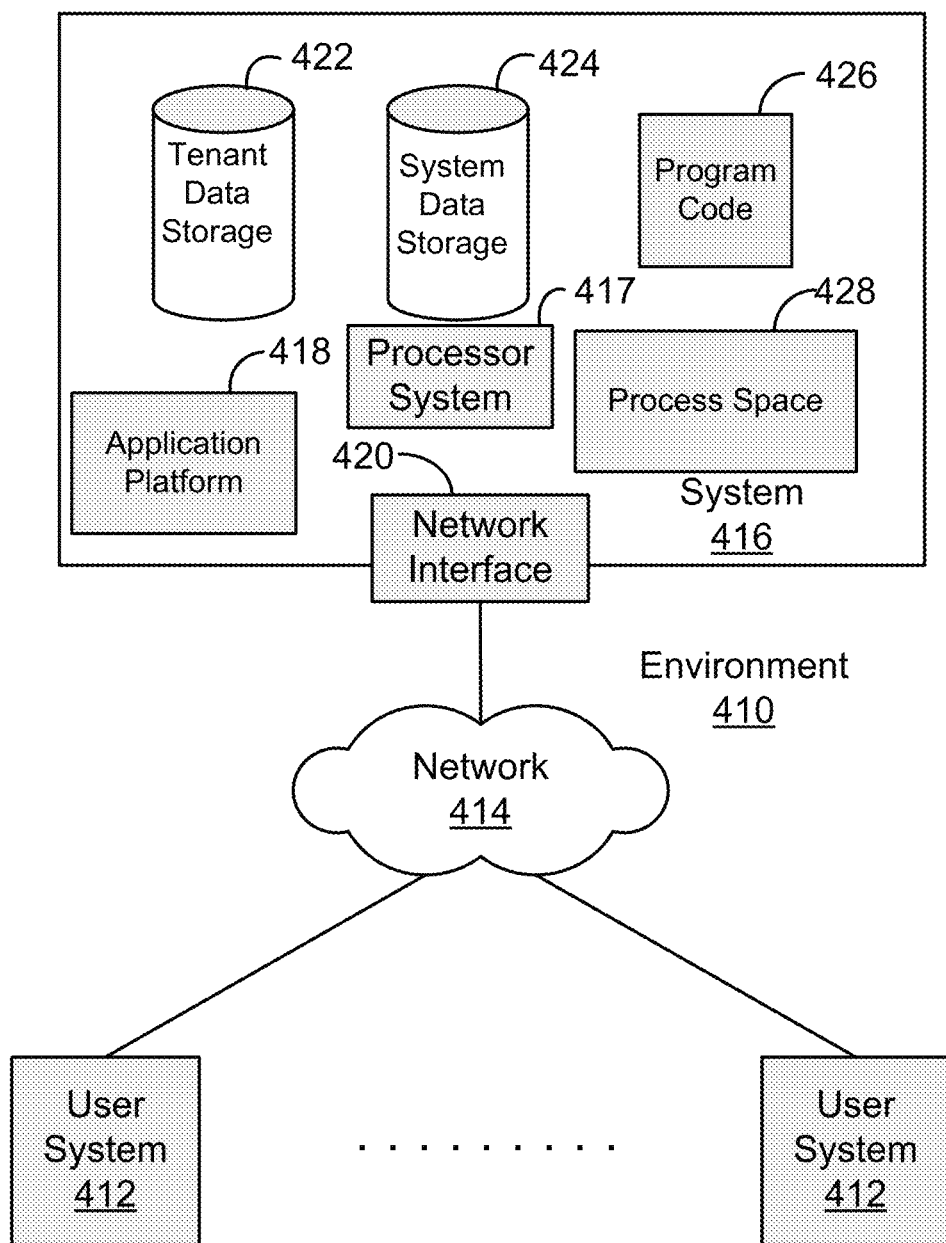 422
424
426
Tenant
Data
Storage
System
Data
Storage
Program
Code
417
428
418
Processor
System
Process Space
Application
Platform
420
System
416
Network
Interface
Environment
410
Network
414
User
System
412
. . . . . . . . .
User
System
412